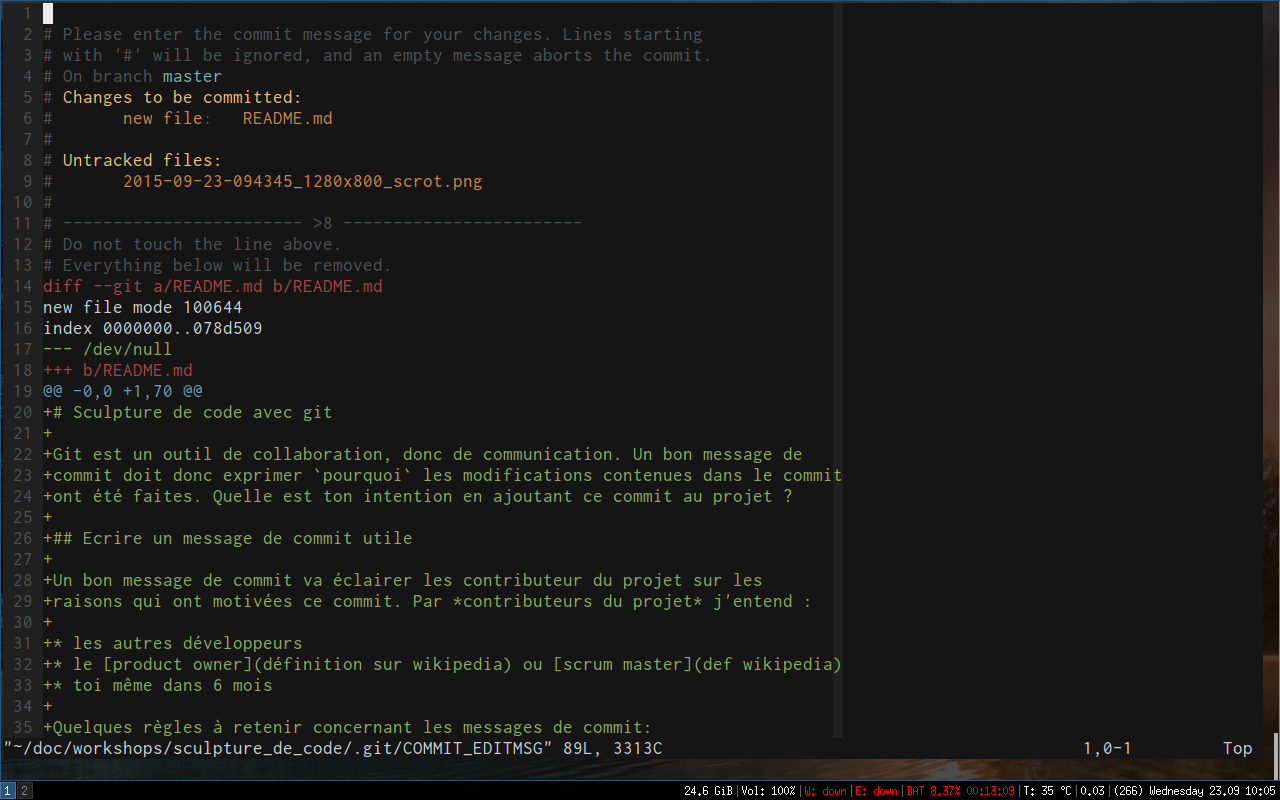 1
2 # Please enter the commit message for your changes. Lines starting
3 # with '#' will be ignored, and an empty message aborts the commit.
4 # On branch master
5 # Changes to be committed:
6 #       new file:   README.md
7 #
8 # Untracked files:
9 #       2015-09-23-094345_1280x800_scrot.png
10 #
11 # ------------------------ >8 ------------------------
12 # Do not touch the line above.
13 # Everything below will be removed.
14 diff --git a/README.md b/README.md
15 new file mode 100644
16 index 0000000..078d509
17 --- /dev/null
18 +++ b/README.md
19 @@ -0,0 +1,70 @@
20 +# Sculpture de code avec git
21 +
22 +Git est un outil de collaboration, donc de communication. Un bon message de
23 +commit doit donc exprimer `pourquoi` les modifications contenues dans le commit
24 +ont été faites. Quelle est ton intention en ajoutant ce commit au projet ?
25 +
26 +## Ecrire un message de commit utile
27 +
28 +Un bon message de commit va éclairer les contributeur du projet sur les
29 +raisons qui ont motivées ce commit. Par *contributeurs du projet* j'entend :
30 +
31 +* les autres développeurs
32 +* le [product owner](définition sur wikipedia) ou [scrum master](def wikipedia)
33 +* toi même dans 6 mois
34 +
35 +Quelques règles à retenir concernant les messages de commit:
"~/doc/workshops/sculpture_de_code/.git/COMMIT_EDITMSG" 89L, 3313C 1,0-1 Top
1 2 24.6 GiB|Vol: 100%|W: down|E: down|BAT 8.37% 00:13:09|T: 35 °C|0.03|(266) Wednesday 23.09 10:05